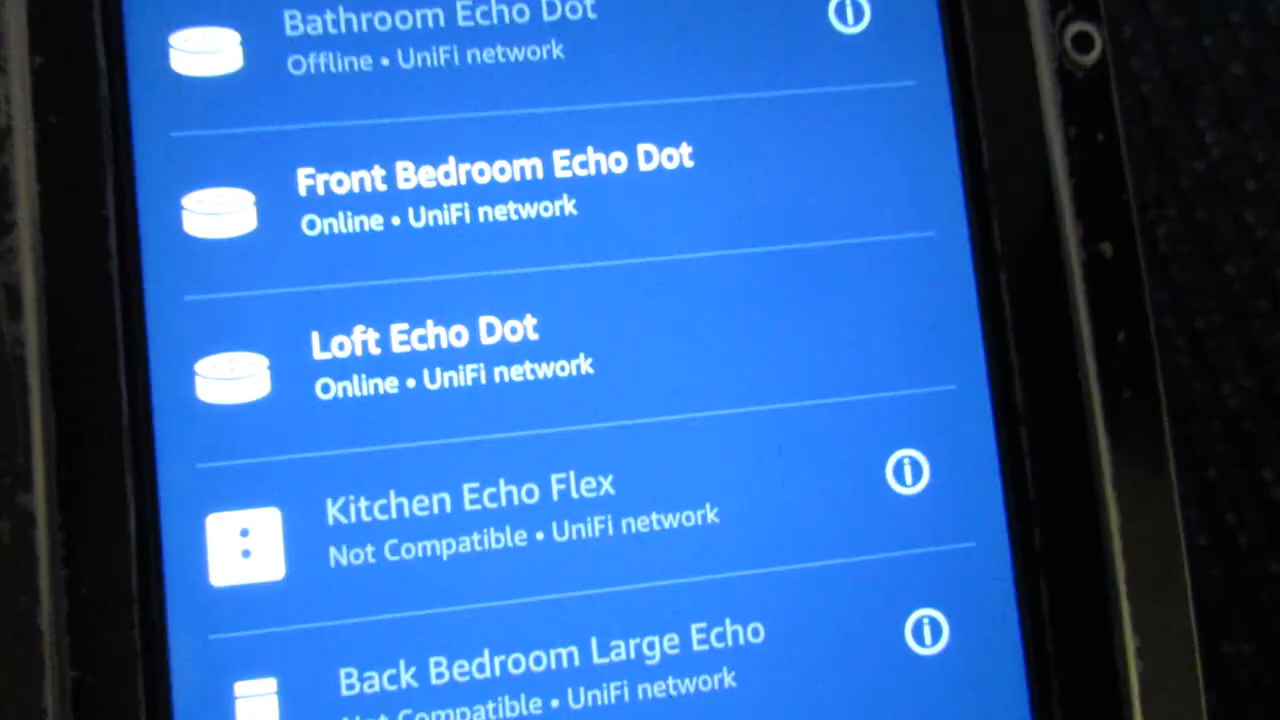 Bathroom Echo Dot
Offline • UniFi network
Front Bedroom Echo Dot
Online • UniFi network
Loft Echo Dot
Online • UniFi network
Kitchen Echo Flex
Not Compatible • UniFi network
Back Bedroom Large Echo
Not Compatible • UniFi network